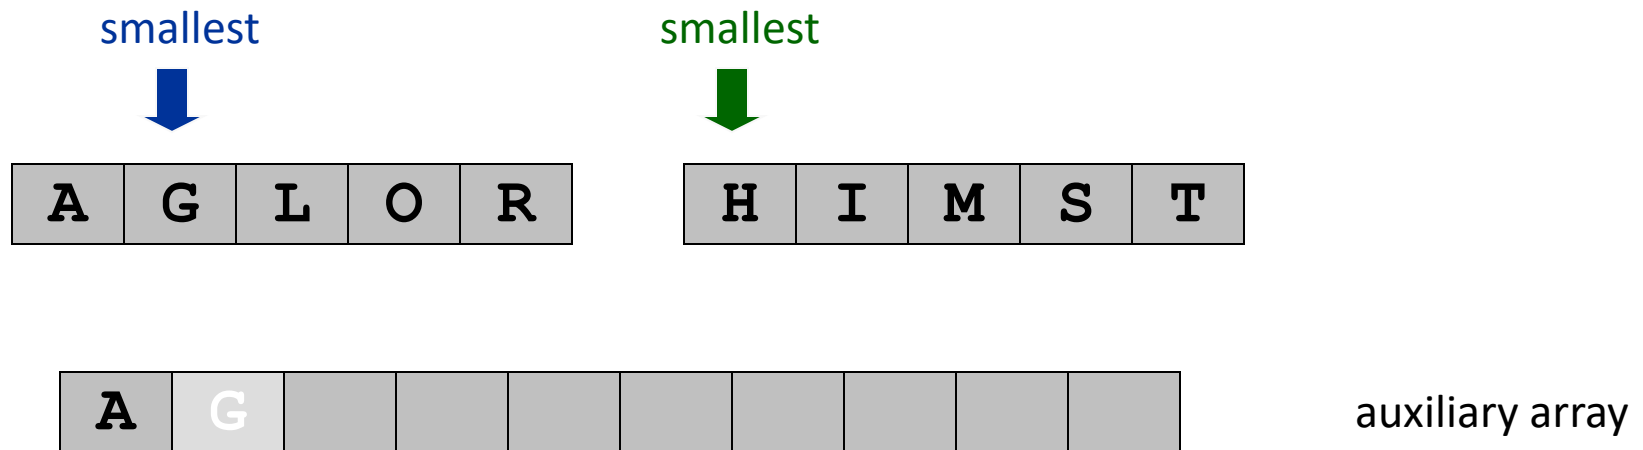 smallest smallest
A G L O R H I M S T
A G auxiliary array